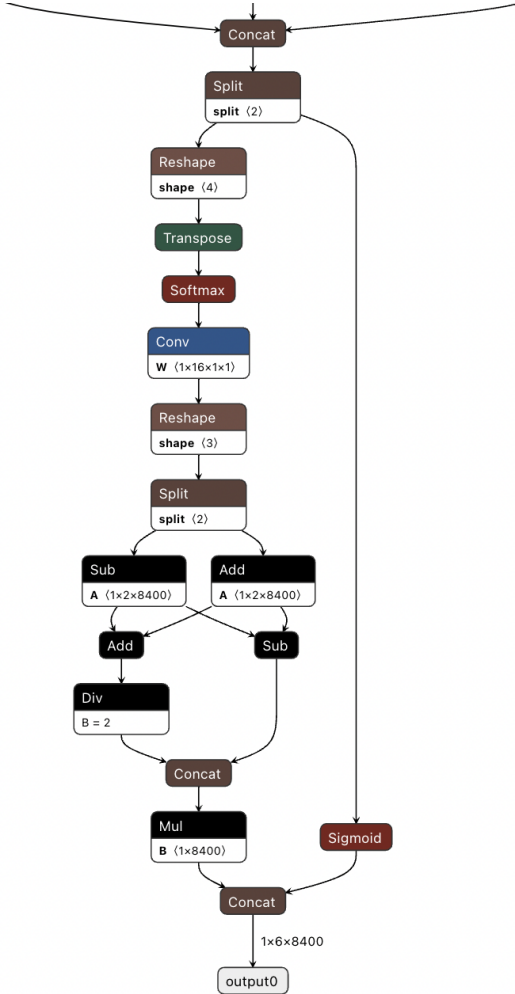 Concat
Split
split ⟨2⟩
Reshape
shape ⟨4⟩
Transpose
Softmax
Conv
W ⟨1×16×1×1⟩
Reshape
shape ⟨3⟩
Split
split ⟨2⟩
Sub
A ⟨1×2×8400⟩
Add
A ⟨1×2×8400⟩
Add
Sub
Div
B = 2
Concat
Mul
B ⟨1×8400⟩
Sigmoid
Concat
1×6×8400
output0